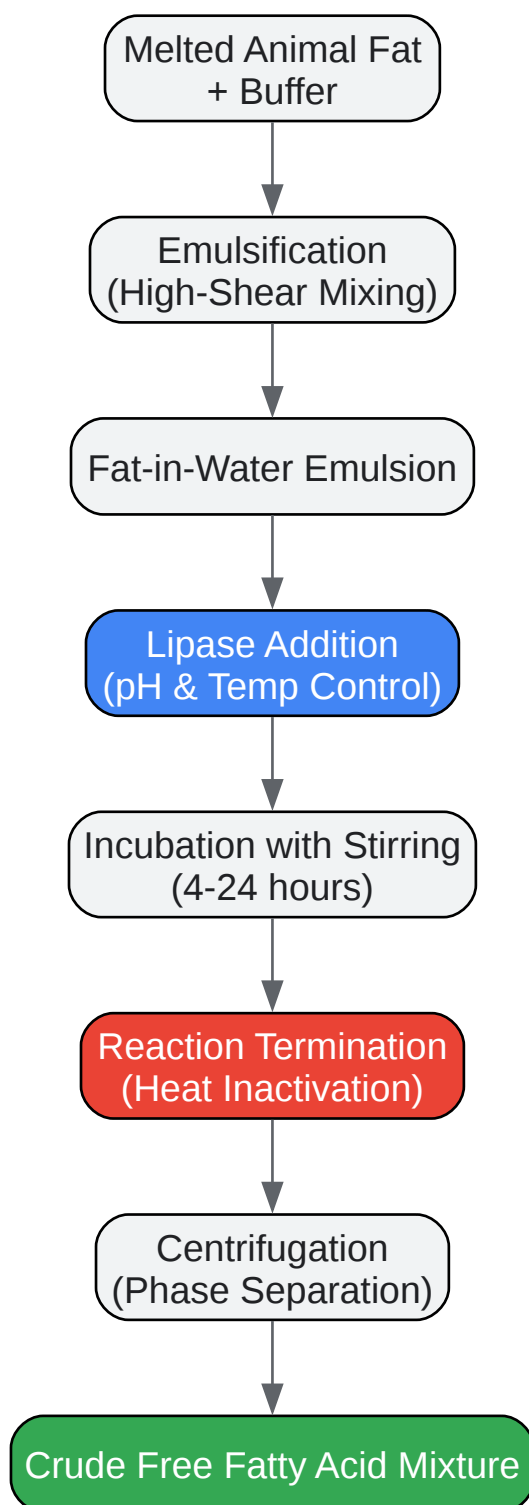 Melted Animal Fat
+ Buffer
Emulsification
(High-Shear Mixing)
Fat-in-Water Emulsion
Lipase Addition
(pH & Temp Control)
Incubation with Stirring
(4-24 hours)
Reaction Termination
(Heat Inactivation)
Centrifugation
(Phase Separation)
Crude Free Fatty Acid Mixture